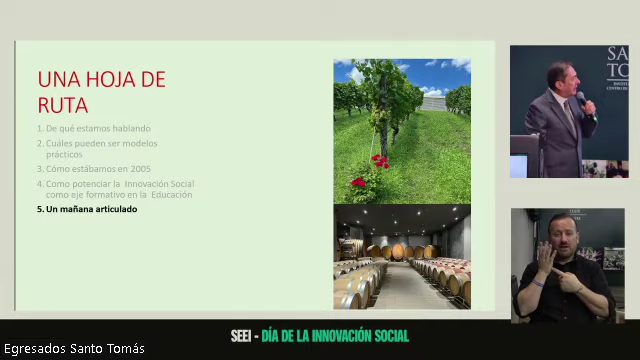 UNA HOJA DE
RUTA
1. De qué estamos hablando
2. Cuáles pueden ser modelos
prácticos
3. Cómo estábamos en 2005
4. Como potenciar la Innovación Social
como eje formativo en la Educación
5. Un mañana articulado
SEEI - DÍA DE LA INNOVACIÓN SOCIAL
Egresados Santo Tomás